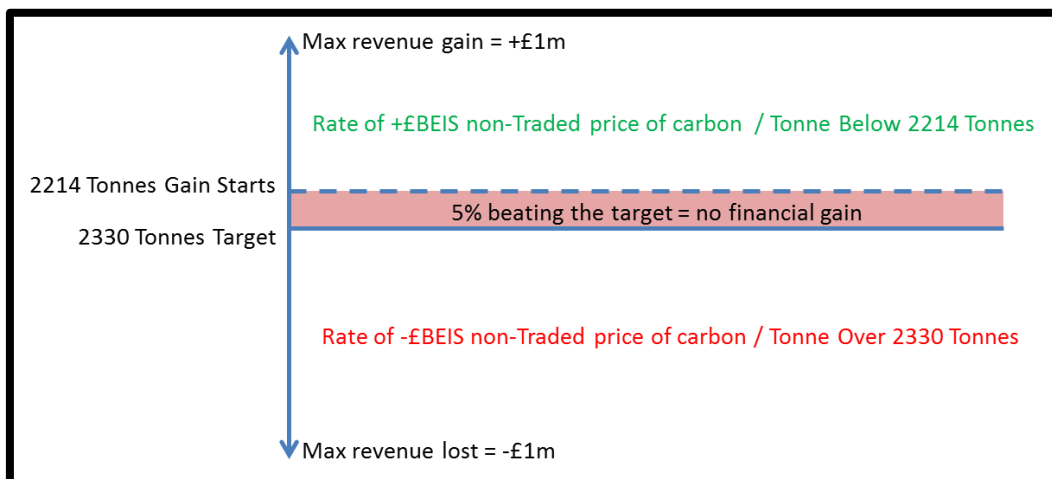 Max revenue gain = +£1m
Rate of +£BEIS non-Traded price of carbon / Tonne Below 2214 Tonnes
2214 Tonnes Gain Starts
5% beating the target = no financial gain
2330 Tonnes Target
Rate of -£BEIS non-Traded price of carbon / Tonne Over 2330 Tonnes
Max revenue lost = -£1m